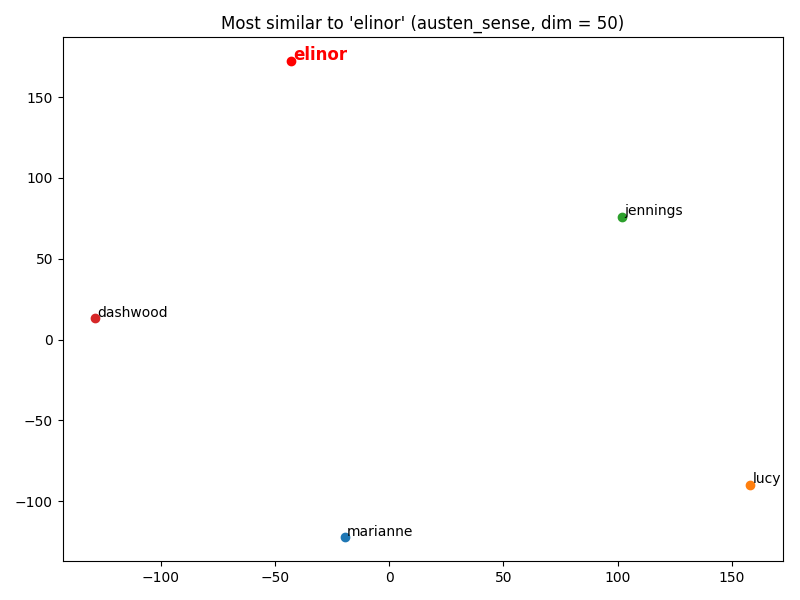 Most similar to 'elinor' (austen_sense, dim = 50)
elinor
150
100
jennings
50
dashwood
0
−50
lucy
−100
marianne
−100
−50
0
50
100
150